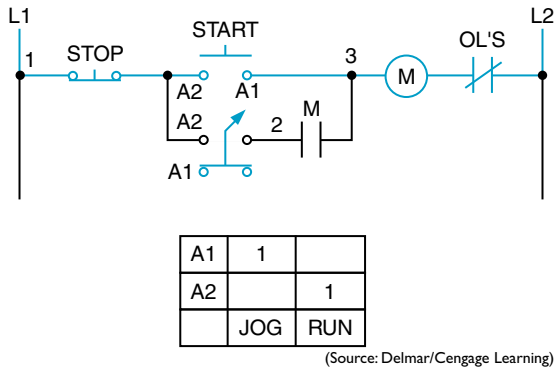 L1 L2
START
1 STOP 3 OL'S
M
A2 A1
A2 2 M
A1
A1 1
A2 1
JOG RUN
(Source: Delmar/Cengage Learning)